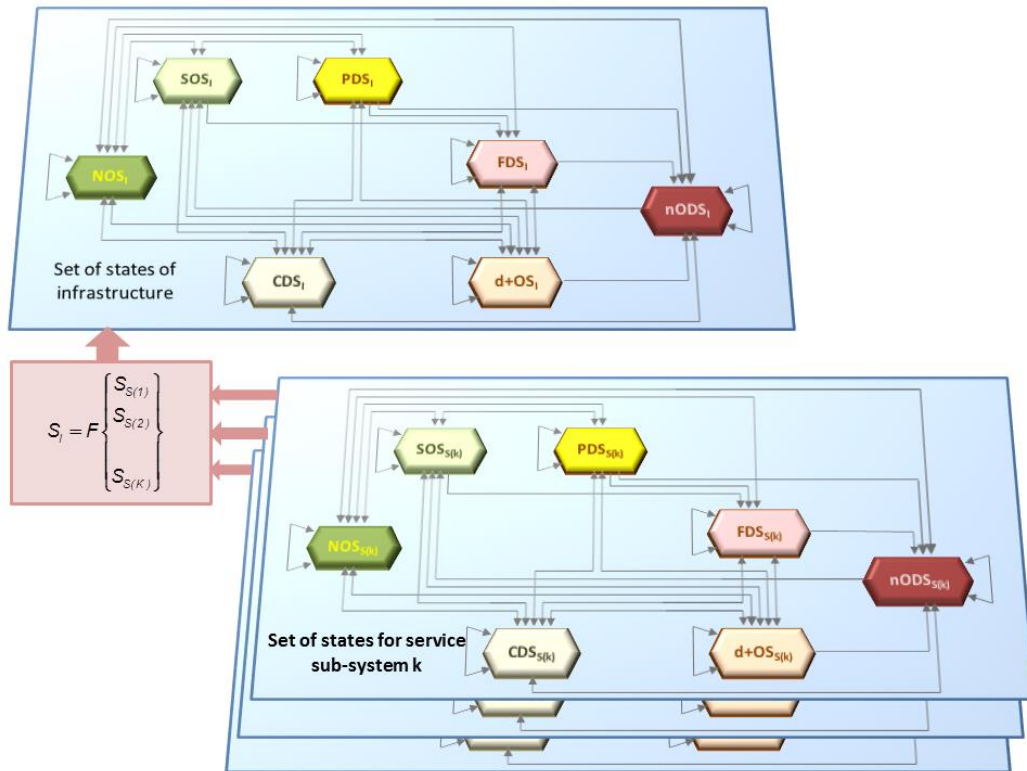 SOS_I
PDS_I
FDS_I
NOS_I
nODS_I
CDS_I
d+OS_I
Set of states of
infrastructure
S_I = F { S_S(1)
S_S(2)
S_S(K) }
SOS_S(k)
PDS_S(k)
FDS_S(k)
NOS_S(k)
nODS_S(k)
CDS_S(k)
d+OS_S(k)
Set of states for service
sub-system k